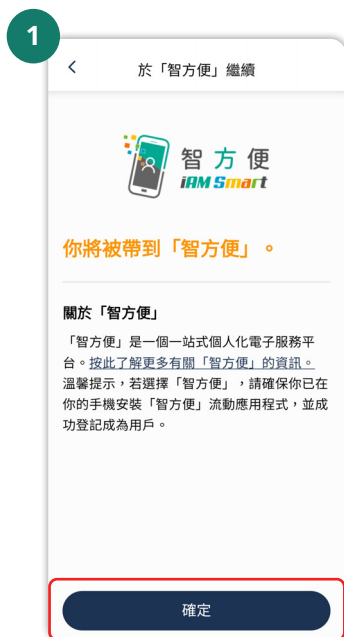 1
於「智方便」繼續
智方便
iAM Smart
你將被帶到「智方便」。
關於「智方便」
「智方便」是一個一站式個人化電子服務平
台。按此了解更多有關「智方便」的資訊。
溫馨提示，若選擇「智方便」，請確保你已在
你的手機安裝「智方便」流動應用程式，並成
功登記成為用戶。
確定